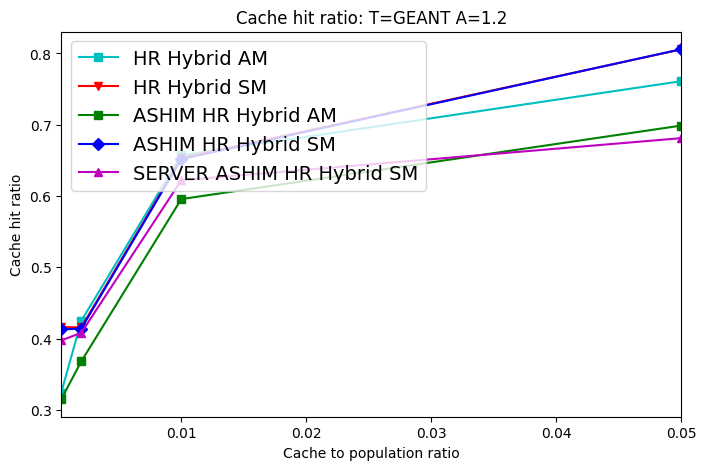 Cache hit ratio: T=GEANT A=1.2
0.8
0.7
0.6
0.5
0.4
0.3
Cache hit ratio
HR Hybrid AM
HR Hybrid SM
ASHIM HR Hybrid AM
ASHIM HR Hybrid SM
SERVER ASHIM HR Hybrid SM
0.01
0.02
0.03
0.04
0.05
Cache to population ratio